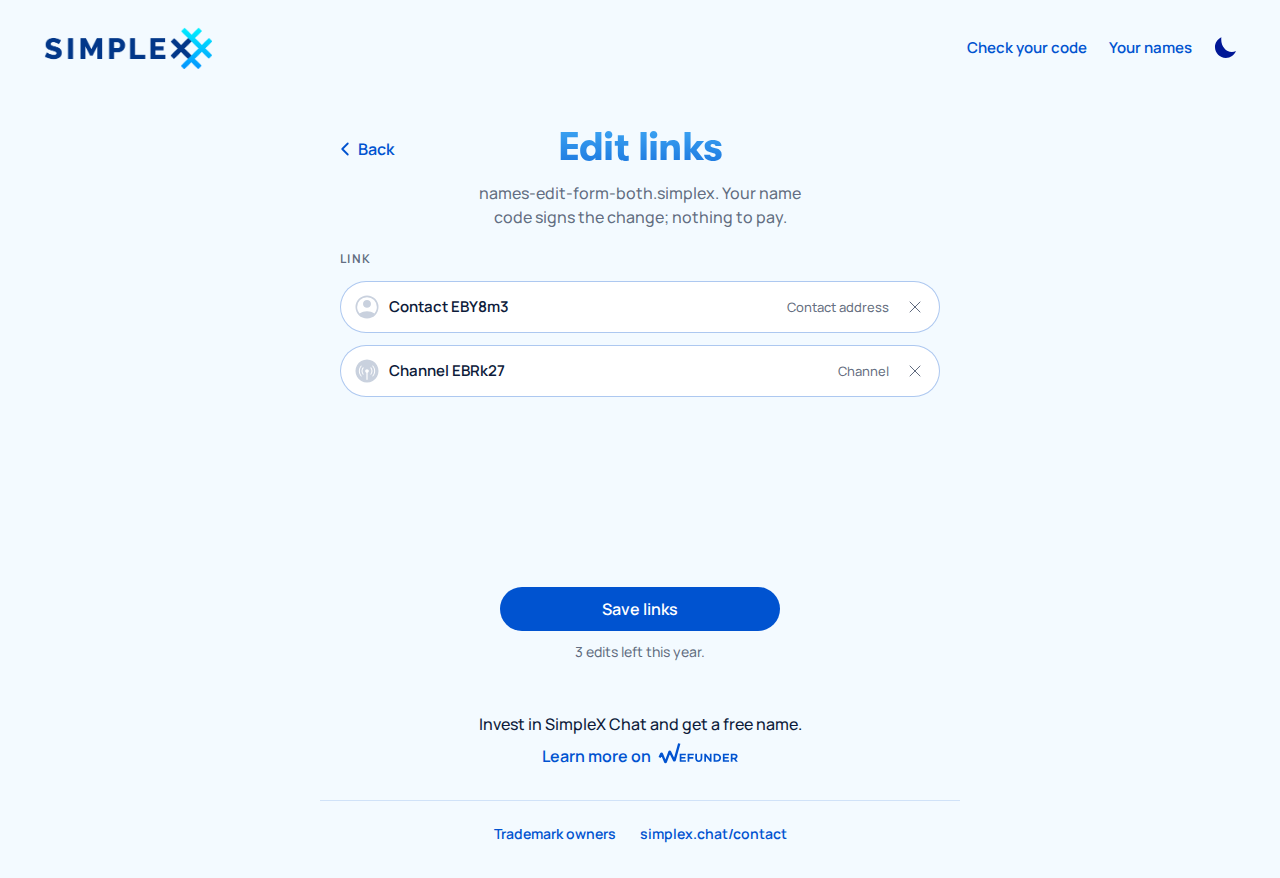 SIMPLEX
Check your code
Your names
Back
Edit links
names-edit-form-both.simplex. Your name
code signs the change; nothing to pay.
LINK
Contact EBY8m3
Contact address
Channel EBRk27
Channel
Save links
3 edits left this year.
Invest in SimpleX Chat and get a free name.
Learn more on WEFUNDER
Trademark owners
simplex.chat/contact